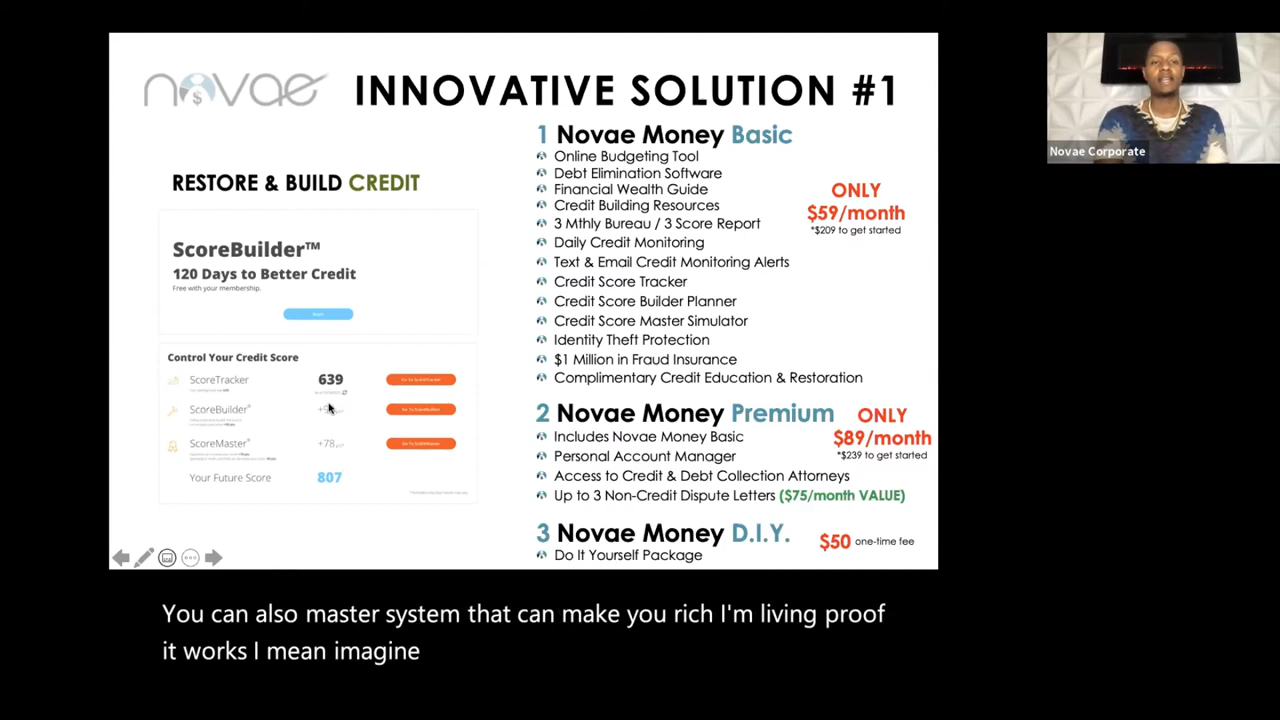 novae
INNOVATIVE SOLUTION #1
RESTORE & BUILD CREDIT
ScoreBuilder™
120 Days to Better Credit
Free with your membership.
Control Your Credit Score
ScoreTracker 639
ScoreBuilder®
ScoreMaster® +78
Your Future Score 807
1 Novae Money Basic
Online Budgeting Tool
Debt Elimination Software
Financial Wealth Guide
Credit Building Resources
3 Mthly Bureau / 3 Score Report
Daily Credit Monitoring
Text & Email Credit Monitoring Alerts
Credit Score Tracker
Credit Score Builder Planner
Credit Score Master Simulator
Identity Theft Protection
$1 Million in Fraud Insurance
Complimentary Credit Education & Restoration
ONLY
$59/month
*$209 to get started
2 Novae Money Premium
Includes Novae Money Basic
Personal Account Manager
Access to Credit & Debt Collection Attorneys
Up to 3 Non-Credit Dispute Letters ($75/month VALUE)
ONLY
$89/month
*$239 to get started
3 Novae Money D.I.Y.
Do It Yourself Package
$50 one-time fee
Novae Corporate
You can also master system that can make you rich I'm living proof
it works I mean imagine